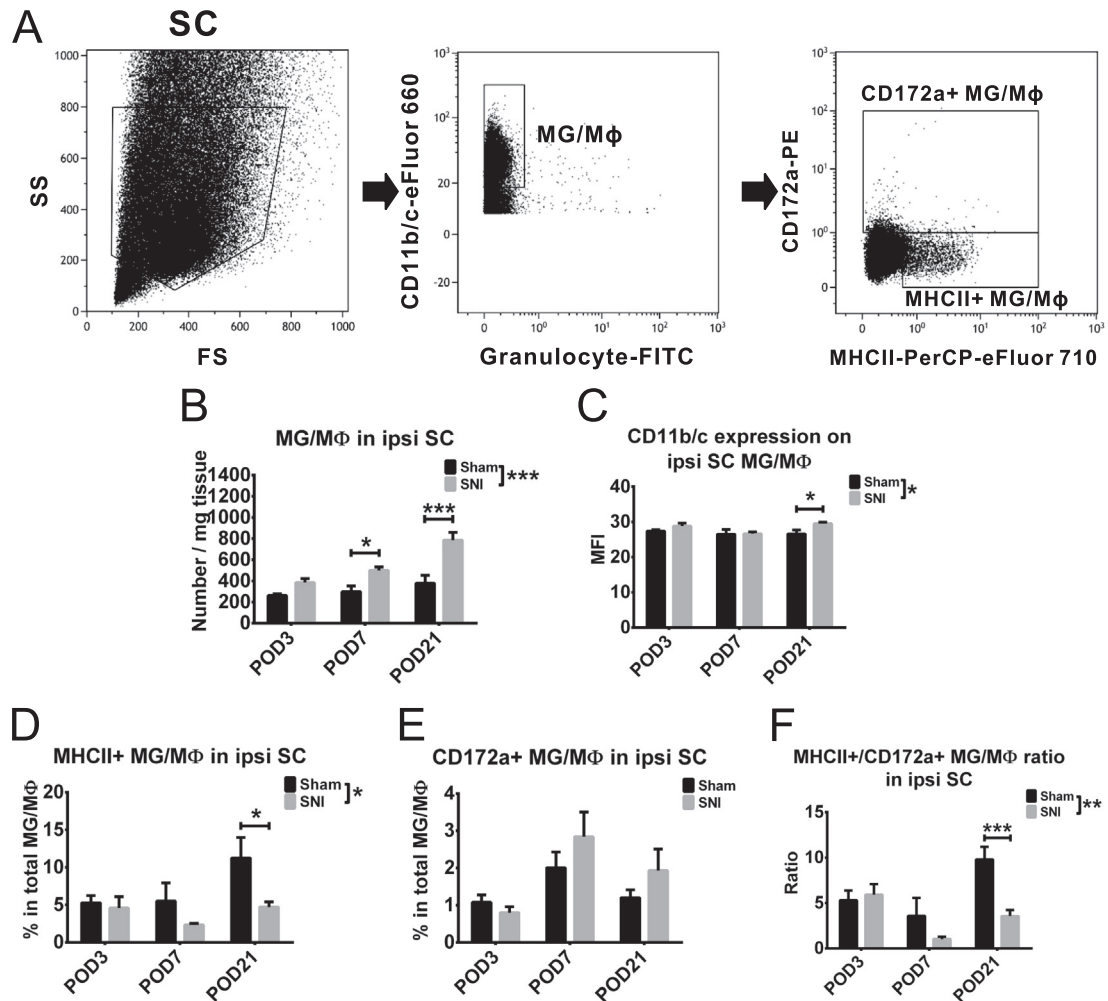 A
SC
1000
800
600
400
200
0
SS
0 200 400 600 800 1000
FS
10³
10²
20
0
-20
CD11b/c-eFluor 660
MG/Mϕ
0 10⁰ 10¹ 10² 10³
Granulocyte-FITC
10³
10²
10¹
10⁰
0
CD172a-PE
CD172a+ MG/Mϕ
MHCII+ MG/Mϕ
0 10⁰ 10¹ 10² 10³
MHCII-PerCP-eFluor 710
B
MG/MΦ in ipsi SC
Sham
SNI
***
1400
1200
1000
800
600
400
200
0
Number / mg tissue
*
***
POD3 POD7 POD21
C
CD11b/c expression on
ipsi SC MG/MΦ
Sham
SNI
*
40
30
20
10
0
MFI
*
POD3 POD7 POD21
D
MHCII+ MG/MΦ in ipsi SC
Sham
SNI
*
20
15
10
5
0
% in total MG/MΦ
*
POD3 POD7 POD21
E
CD172a+ MG/MΦ in ipsi SC
Sham
SNI
4
3
2
1
0
% in total MG/MΦ
POD3 POD7 POD21
F
MHCII+/CD172a+ MG/MΦ ratio
in ipsi SC
Sham
SNI
**
15
10
5
0
Ratio
***
POD3 POD7 POD21